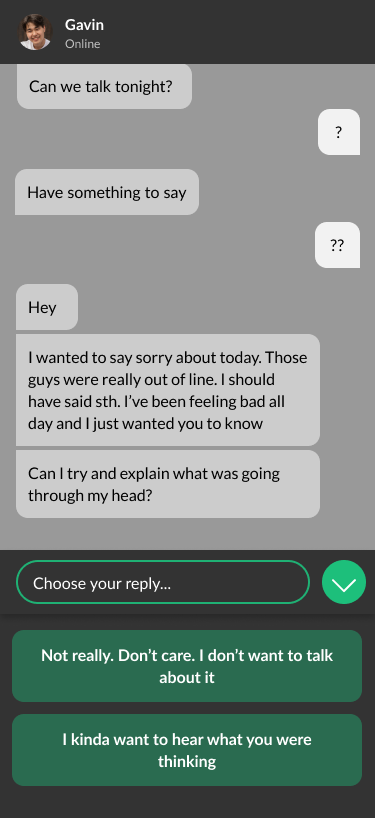 Gavin
Online
Can we talk tonight?
?
Have something to say
??
Hey
I wanted to say sorry about today. Those
guys were really out of line. I should
have said sth. I’ve been feeling bad all
day and I just wanted you to know
Can I try and explain what was going
through my head?
Choose your reply...
Not really. Don’t care. I don’t want to talk
about it
I kinda want to hear what you were
thinking